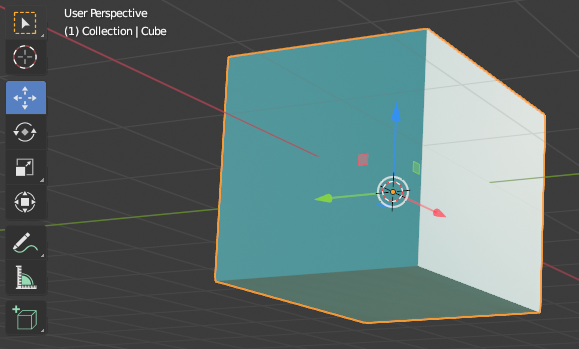 User Perspective
(1) Collection | Cube